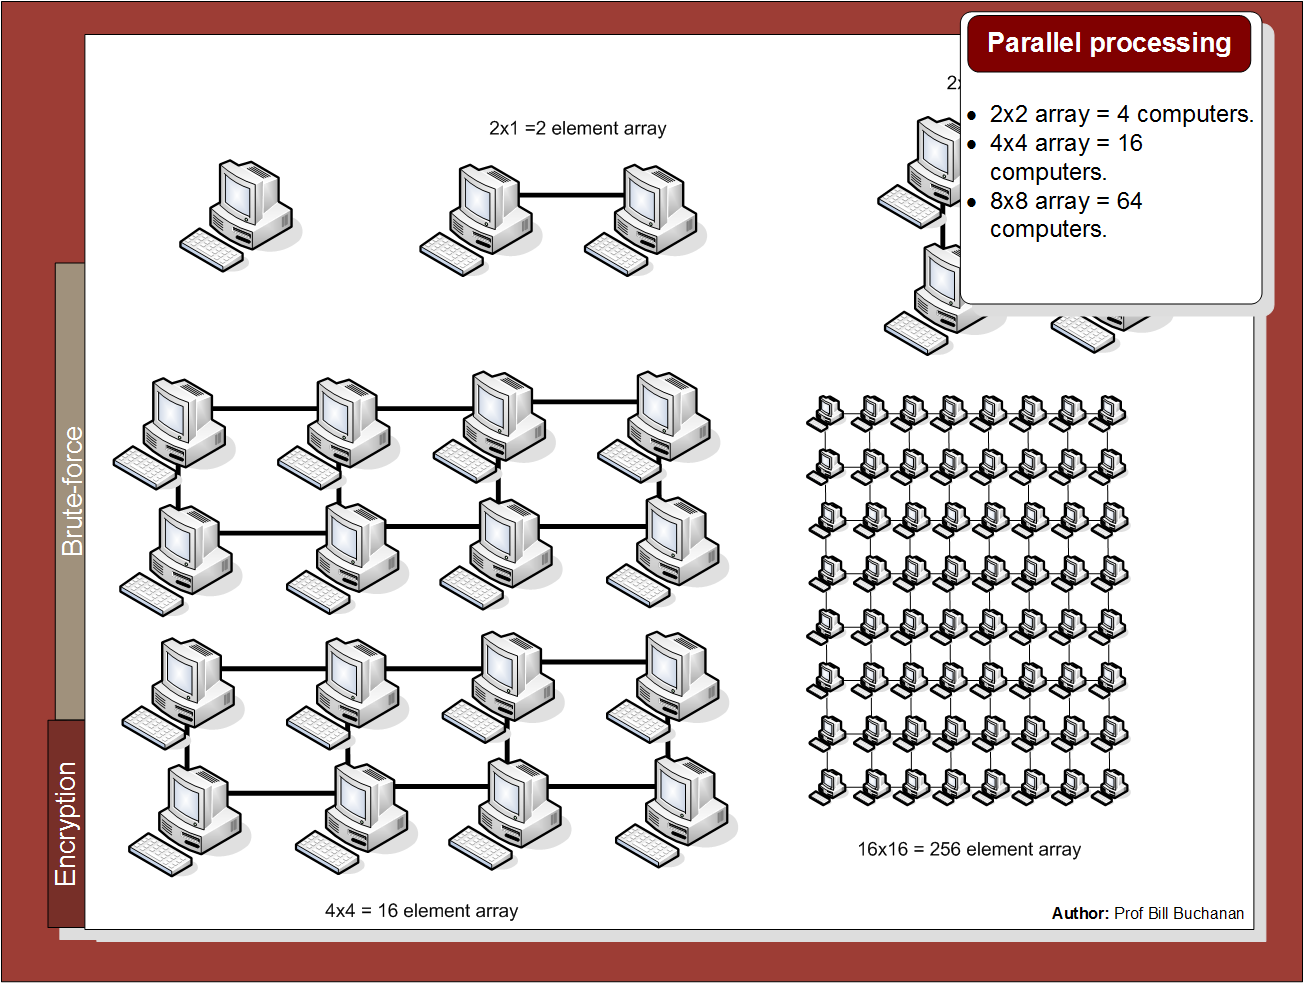 Parallel processing
2x1 =2 element array
• 2x2 array = 4 computers.
• 4x4 array = 16
computers.
• 8x8 array = 64
computers.
Brute-force
Encryption
16x16 = 256 element array
4x4 = 16 element array
Author: Prof Bill Buchanan